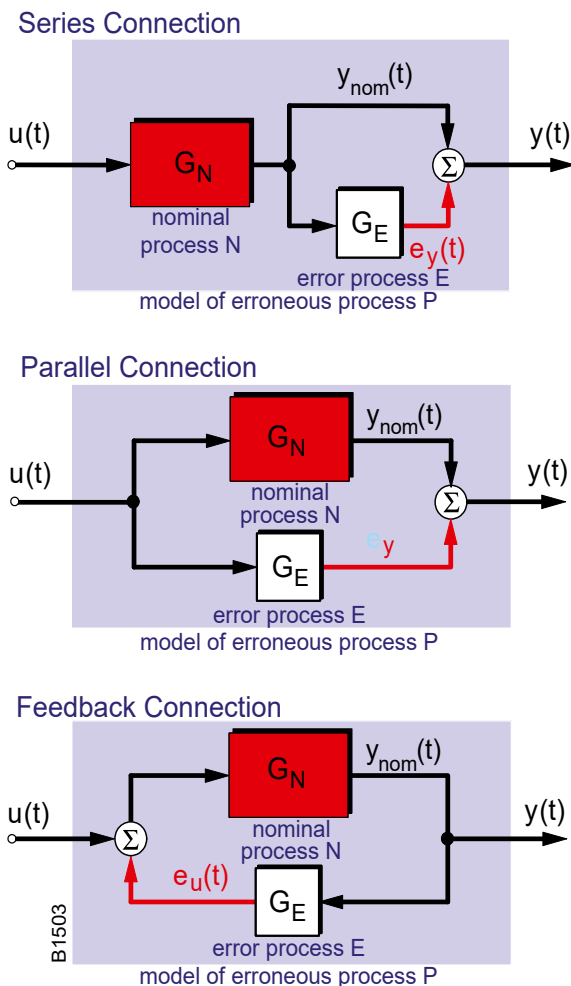 Series Connection
y_nom(t)
u(t)
y(t)
G_N
Σ
nominal
process N
G_E
e_y(t)
error process E
model of erroneous process P
Parallel Connection
y_nom(t)
G_N
u(t)
y(t)
Σ
nominal
process N
e_y
G_E
error process E
model of erroneous process P
Feedback Connection
y_nom(t)
G_N
u(t)
y(t)
Σ
nominal
process N
e_u(t)
G_E
B1503
error process E
model of erroneous process P